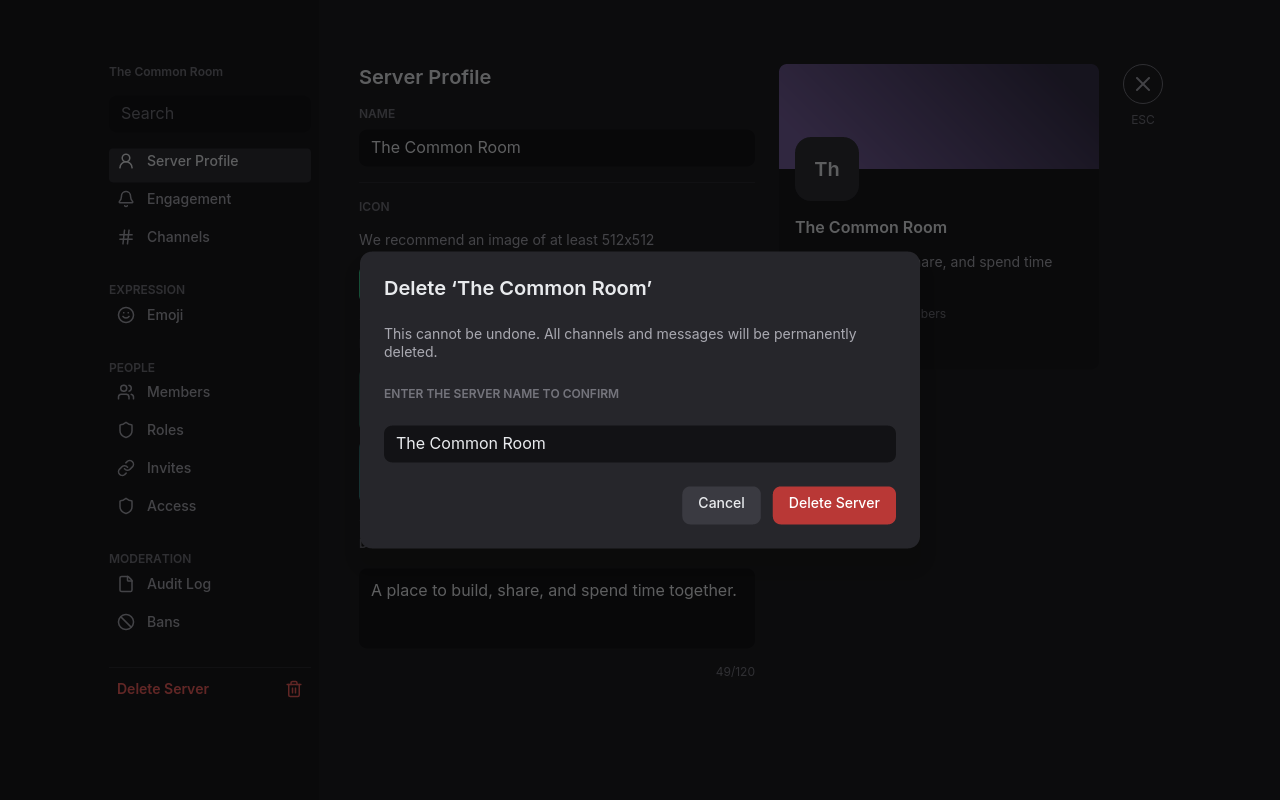 The Common Room
Search
Server Profile
Engagement
Channels
EXPRESSION
Emoji
PEOPLE
Members
Roles
Invites
Access
MODERATION
Audit Log
Bans
Delete Server
Server Profile
NAME
The Common Room
ICON
We recommend an image of at least 512x512
Delete ‘The Common Room’
This cannot be undone. All channels and messages will be permanently
deleted.
ENTER THE SERVER NAME TO CONFIRM
The Common Room
Cancel
Delete Server
A place to build, share, and spend time together.
49/120
Th
The Common Room
and spend time
ESC